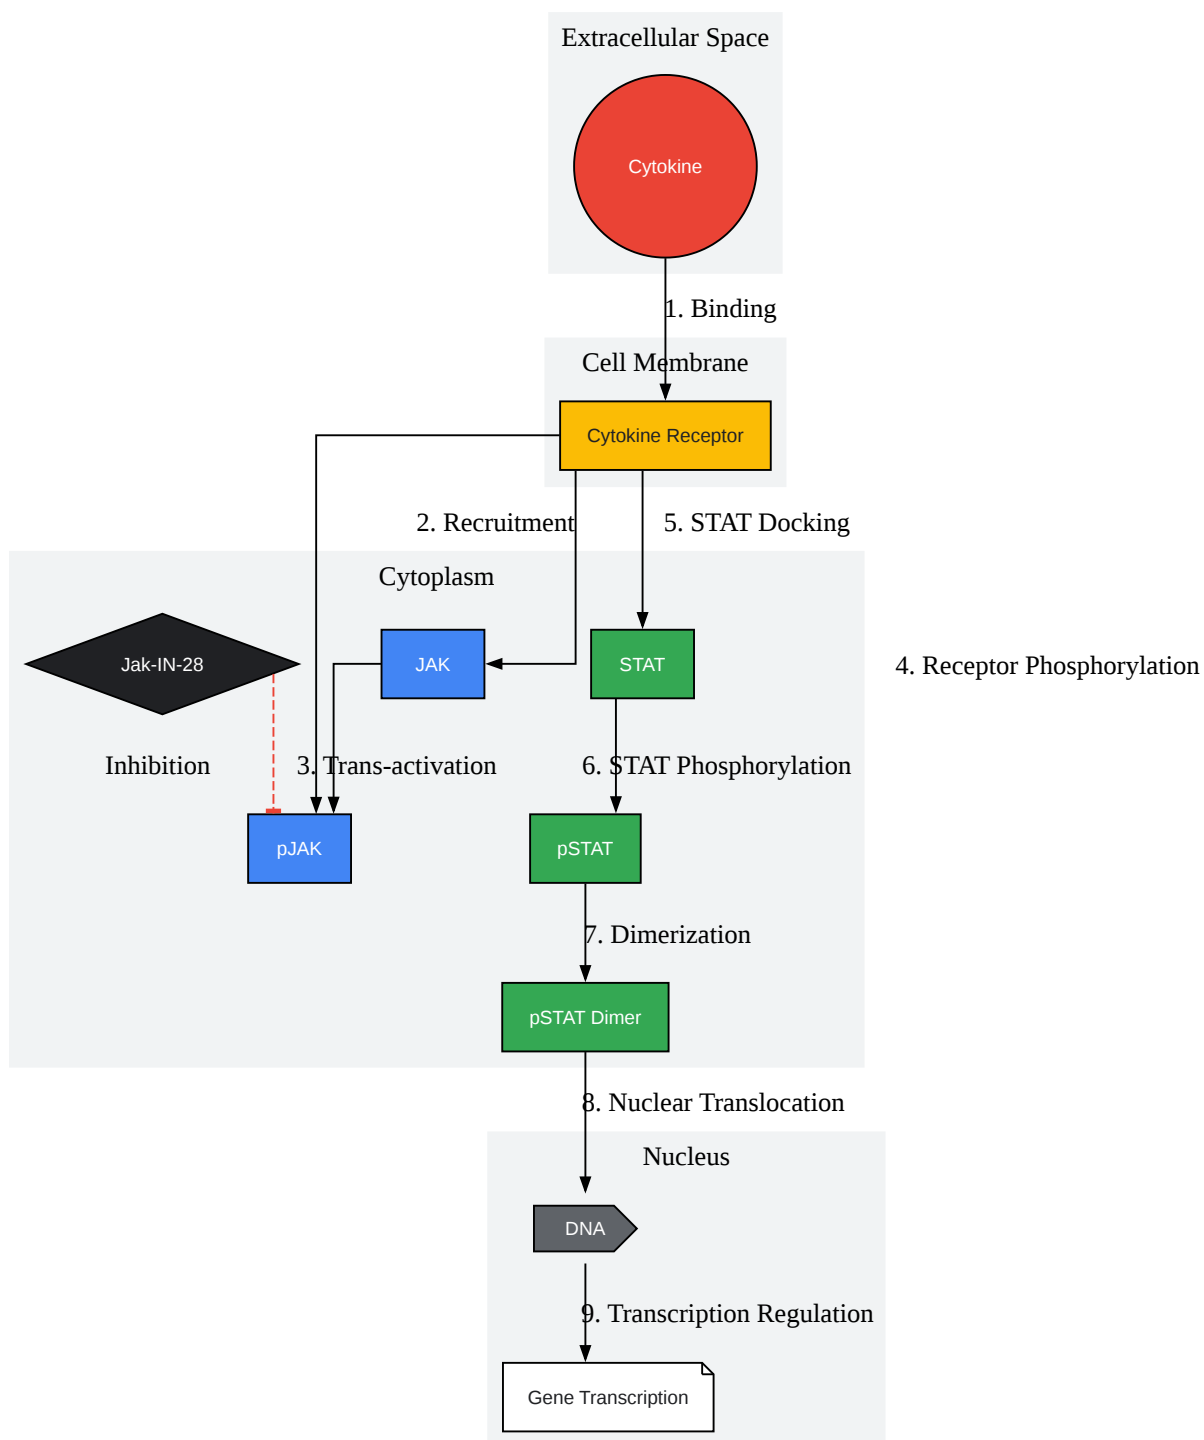 Extracellular Space
Cytokine
1. Binding
Cell Membrane
Cytokine Receptor
2. Recruitment
5. STAT Docking
Cytoplasm
Jak-IN-28
JAK
STAT
4. Receptor Phosphorylation
Inhibition
3. Trans-activation
6. STAT Phosphorylation
pJAK
pSTAT
7. Dimerization
pSTAT Dimer
8. Nuclear Translocation
Nucleus
DNA
9. Transcription Regulation
Gene Transcription